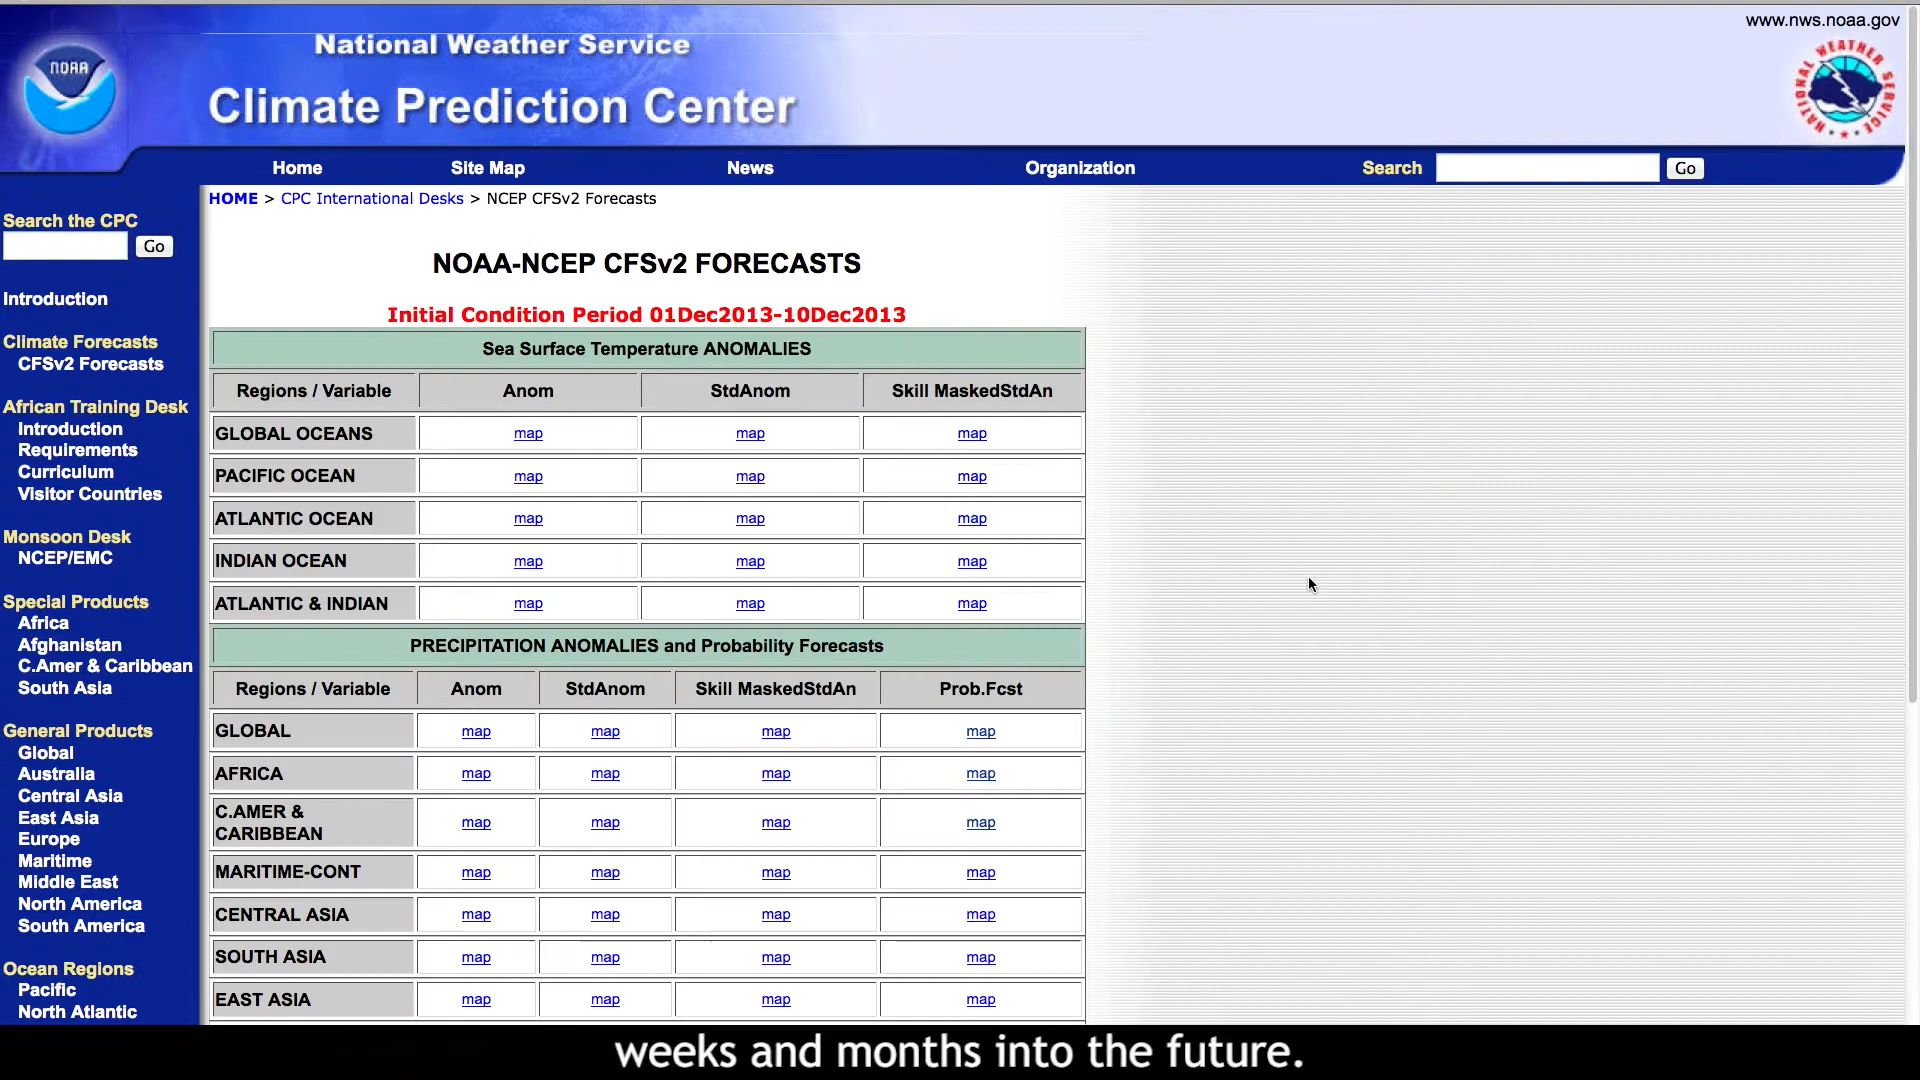 www.nws.noaa.gov
NOAA
National Weather Service
Climate Prediction Center
NATIONAL WEATHER SERVICE
Home Site Map News Organization Search Go
HOME > CPC International Desks > NCEP CFSv2 Forecasts
Search the CPC
Go
Introduction
Climate Forecasts
CFSv2 Forecasts
African Training Desk
Introduction
Requirements
Curriculum
Visitor Countries
Monsoon Desk
NCEP/EMC
Special Products
Africa
Afghanistan
C.Amer & Caribbean
South Asia
General Products
Global
Australia
Central Asia
East Asia
Europe
Maritime
Middle East
North America
South America
Ocean Regions
Pacific
North Atlantic
NOAA-NCEP CFSv2 FORECASTS
Initial Condition Period 01Dec2013-10Dec2013
Sea Surface Temperature ANOMALIES
Regions / Variable Anom StdAnom Skill MaskedStdAn
GLOBAL OCEANS map map map
PACIFIC OCEAN map map map
ATLANTIC OCEAN map map map
INDIAN OCEAN map map map
ATLANTIC & INDIAN map map map
PRECIPITATION ANOMALIES and Probability Forecasts
Regions / Variable Anom StdAnom Skill MaskedStdAn Prob.Fcst
GLOBAL map map map map
AFRICA map map map map
C.AMER &
CARIBBEAN map map map map
MARITIME-CONT map map map map
CENTRAL ASIA map map map map
SOUTH ASIA map map map map
EAST ASIA map map map map
weeks and months into the future.